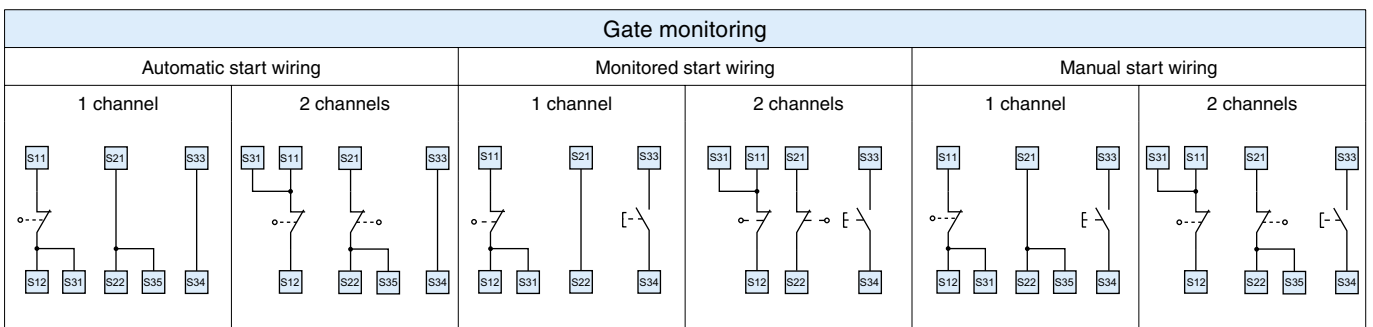 Gate monitoring
Automatic start wiring Monitored start wiring Manual start wiring
1 channel 2 channels 1 channel 2 channels 1 channel 2 channels
S11 S21 S33 S31 S11 S21 S33 S11 S21 S33 S31 S11 S21 S33 S11 S21 S33 S31 S11 S21 S33
S12 S31 S22 S35 S34 S12 S22 S35 S34 S12 S31 S22 S34 S12 S22 S34 S12 S31 S22 S35 S34 S12 S22 S35 S34